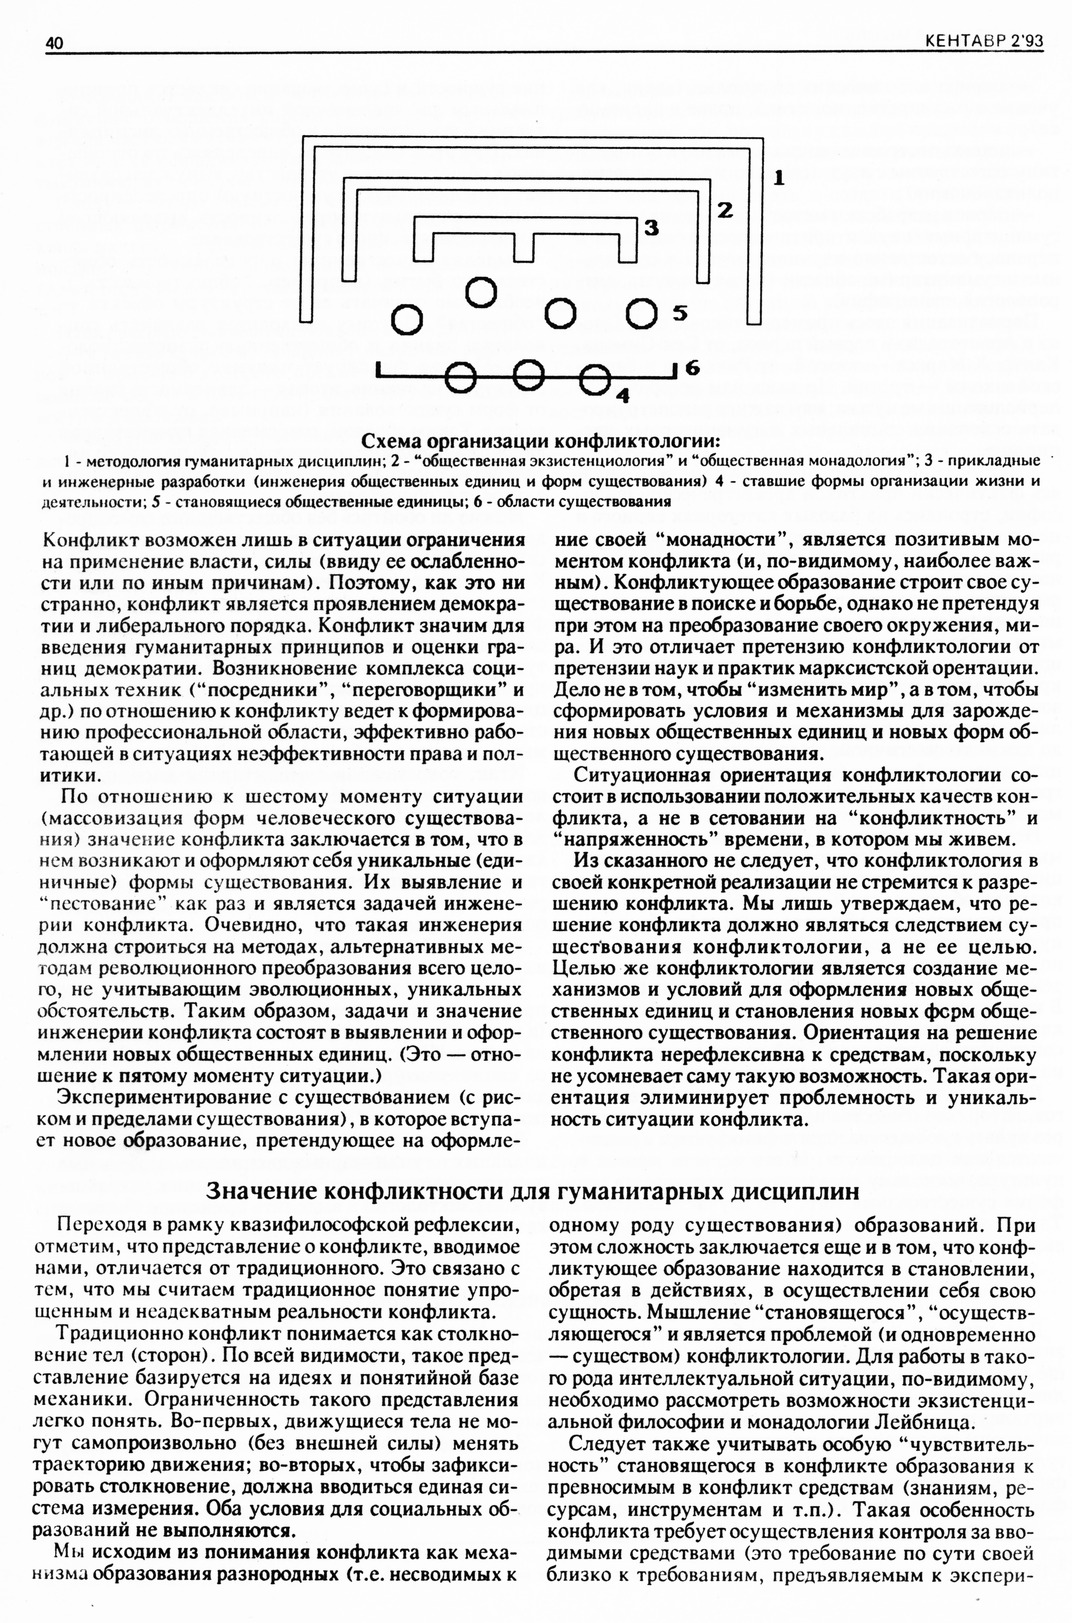 40
КЕНТАВР 2'93
1
2
3
5
6
4
Схема организации конфликтологии:
1 - методология гуманитарных дисциплин; 2 - “общественная экзистенциология” и “общественная монадология”; 3 - прикладные
и инженерные разработки (инженерия общественных единиц и форм существования) 4 - ставшие формы организации жизни и
деятельности; 5 - становящиеся общественные единицы; 6 - области существования
Конфликт возможен лишь в ситуации ограничения
на применение власти, силы (ввиду ее ослабленно-
сти или по иным причинам). Поэтому, как это ни
странно, конфликт является проявлением демокра-
тии и либерального порядка. Конфликт значим для
введения гуманитарных принципов и оценки гра-
ниц демократии. Возникновение комплекса соци-
альных техник (“посредники”, “переговорщики” и
др.) по отношению к конфликту ведет к формирова-
нию профессиональной области, эффективно рабо-
тающей в ситуациях неэффективности права и пол-
итики.
По отношению к шестому моменту ситуации
(массовизация форм человеческого существова-
ния) значение конфликта заключается в том, что в
нем возникают и оформляют себя уникальные (еди-
ничные) формы существования. Их выявление и
“пестование” как раз и является задачей инжене-
рии конфликта. Очевидно, что такая инженерия
должна строиться на методах, альтернативных ме-
тодам революционного преобразования всего цело-
го, не учитывающим эволюционных, уникальных
обстоятельств. Таким образом, задачи и значение
инженерии конфликта состоят в выявлении и офор-
млении новых общественных единиц. (Это — отно-
шение к пятому моменту ситуации.)
Экспериментирование с существованием (с рис-
ком и пределами существования), в которое вступа-
ет новое образование, претендующее на оформле-
ние своей “монадности”, является позитивым мо-
ментом конфликта (и, по-видимому, наиболее важ-
ным). Конфликтующее образование строит свое су-
ществование в поиске и борьбе, однако не претендуя
при этом на преобразование своего окружения, ми-
ра. И это отличает претензию конфликтологии от
претензии наук и практик марксистской орентации.
Дело не в том, чтобы “изменить мир”, а в том, чтобы
сформировать условия и механизмы для зарожде-
ния новых общественных единиц и новых форм об-
щественного существования.
Ситуационная ориентация конфликтологии со-
стоит в использовании положительных качеств кон-
фликта, а не в сетовании на “конфликтность” и
“напряженность” времени, в котором мы живем.
Из сказанного не следует, что конфликтология в
своей конкретной реализации не стремится к разре-
шению конфликта. Мы лишь утверждаем, что ре-
шение конфликта должно являться следствием су-
ществования конфликтологии, а не ее целью.
Целью же конфликтологии является создание ме-
ханизмов и условий для оформления новых обще-
ственных единиц и становления новых форм обще-
ственного существования. Ориентация на решение
конфликта нерефлексивна к средствам, поскольку
не усомневает саму такую возможность. Такая ори-
ентация элиминирует проблемность и уникаль-
ность ситуации конфликта.
Значение конфликтности для гуманитарных дисциплин
Переходя в рамку квазифилософской рефлексии,
отметим, что представление о конфликте, вводимое
нами, отличается от традиционного. Это связано с
тем, что мы считаем традиционное понятие упро-
щенным и неадекватным реальности конфликта.
Традиционно конфликт понимается как столкно-
вение тел (сторон). По всей видимости, такое пред-
ставление базируется на идеях и понятийной базе
механики. Ограниченность такого представления
легко понять. Во-первых, движущиеся тела не мо-
гут самопроизвольно (без внешней силы) менять
траекторию движения; во-вторых, чтобы зафикси-
ровать столкновение, должна вводиться единая си-
стема измерения. Оба условия для социальных об-
разований не выполняются.
Мы исходим из понимания конфликта как меха-
низма образования разнородных (т.е. несводимых к
одному роду существования) образований. При
этом сложность заключается еще и в том, что конф-
ликтующее образование находится в становлении,
обретая в действиях, в осуществлении себя свою
сущность. Мышление “становящегося”, “осуществ-
ляющегося” и является проблемой (и одновременно
— существом) конфликтологии. Для работы в тако-
го рода интеллектуальной ситуации, по-видимому,
необходимо рассмотреть возможности экзистенци-
альной философии и монадологии Лейбница.
Следует также учитывать особую “чувствитель-
ность” становящегося в конфликте образования к
превносимым в конфликт средствам (знаниям, ре-
сурсам, инструментам и т.п.). Такая особенность
конфликта требует осуществления контроля за вво-
димыми средствами (это требование по сути своей
близко к требованиям, предъявляемым к экспери-